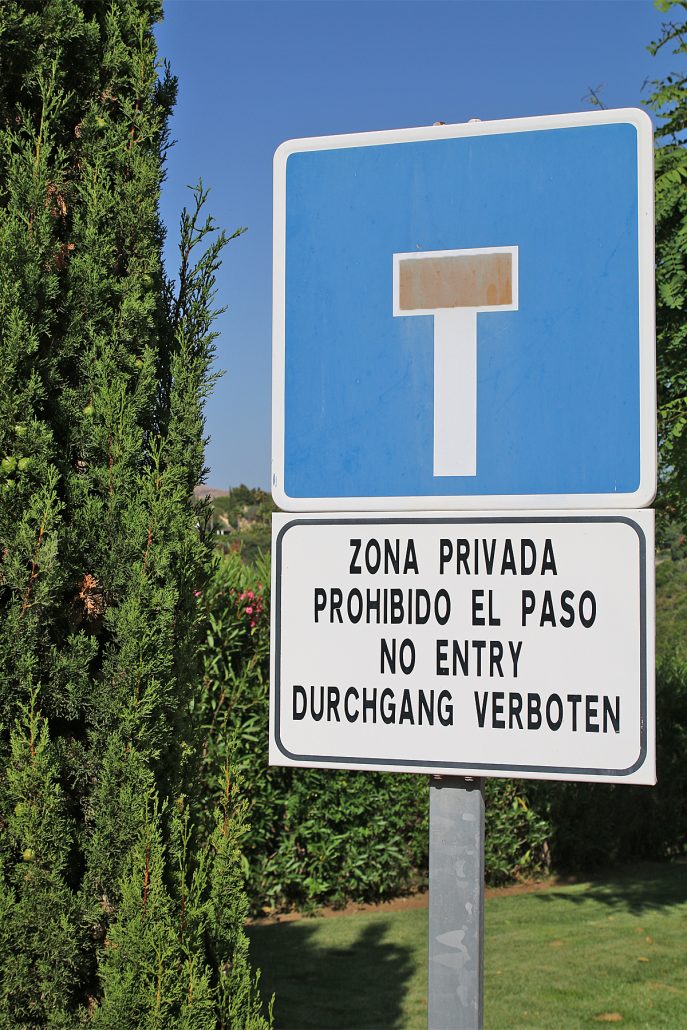 ZONA PRIVADA
PROHIBIDO EL PASO
NO ENTRY
DURCHGANG VERBOTEN